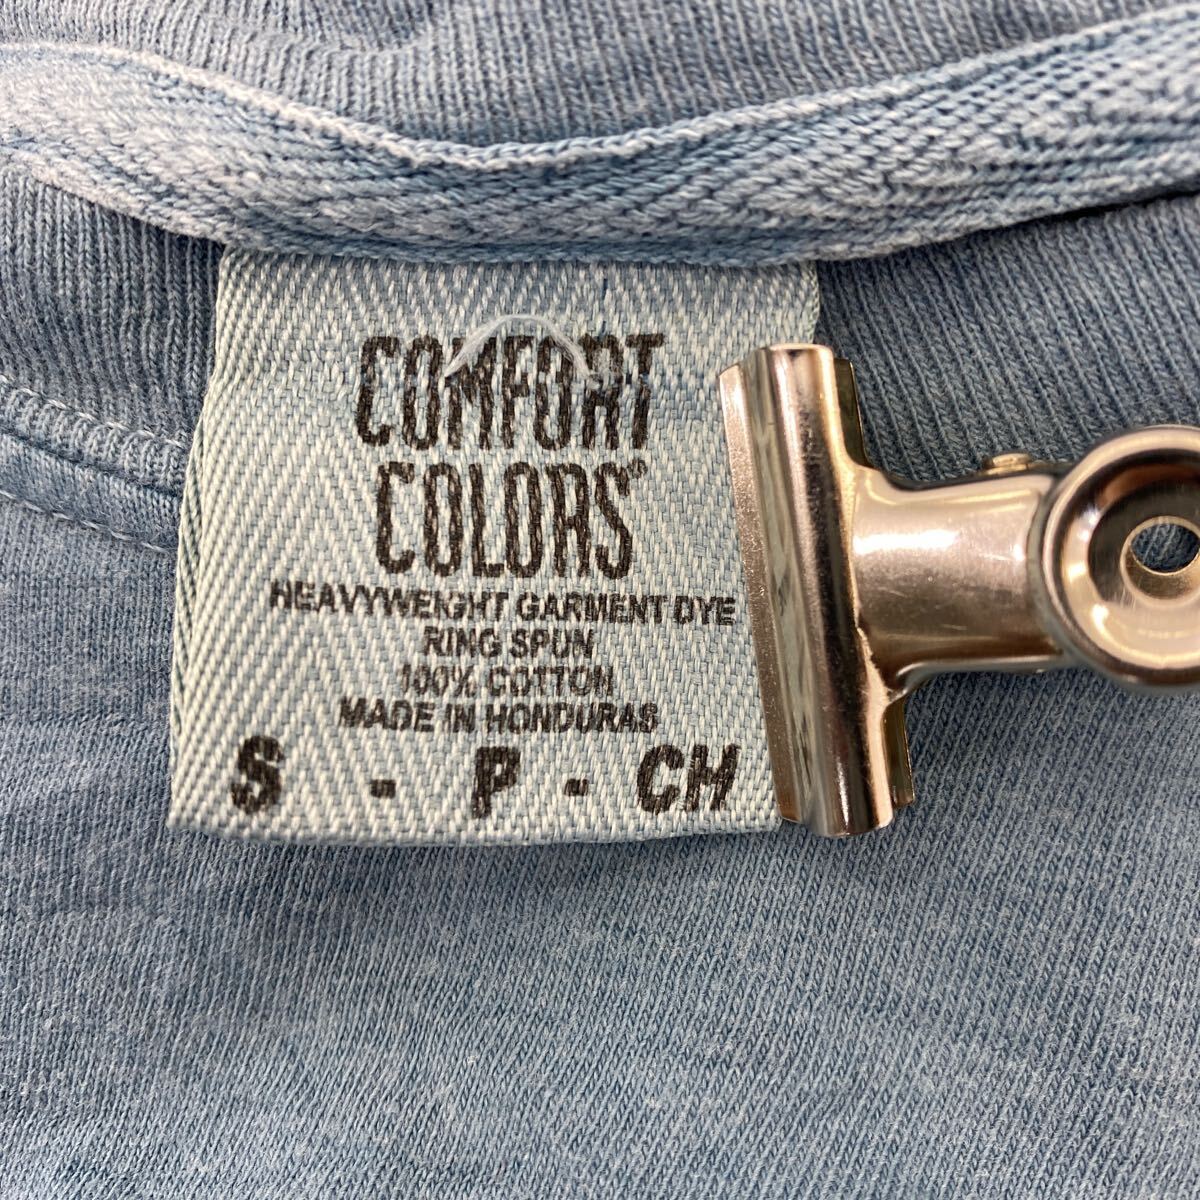 COMFORT
COLORS®
HEAVYWEIGHT GARMENT DYE
RING SPUN
100% COTTON
MADE IN HONDURAS
S - P - CH